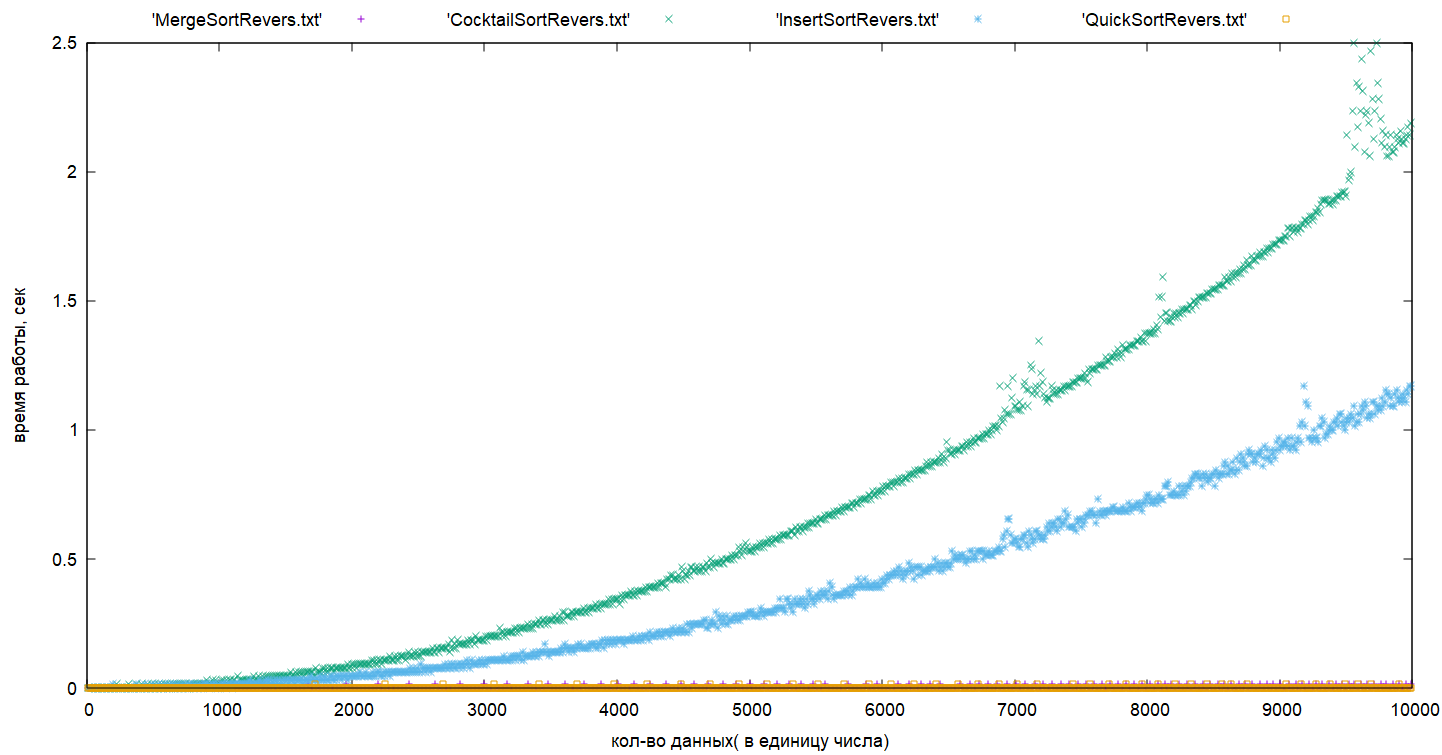 'MergeSortRevers.txt' 'CocktailSortRevers.txt' 'InsertSortRevers.txt' 'QuickSortRevers.txt'
2.5
2
1.5
1
0.5
0
время работы, сек
0 1000 2000 3000 4000 5000 6000 7000 8000 9000 10000
кол-во данных( в единицу числа)